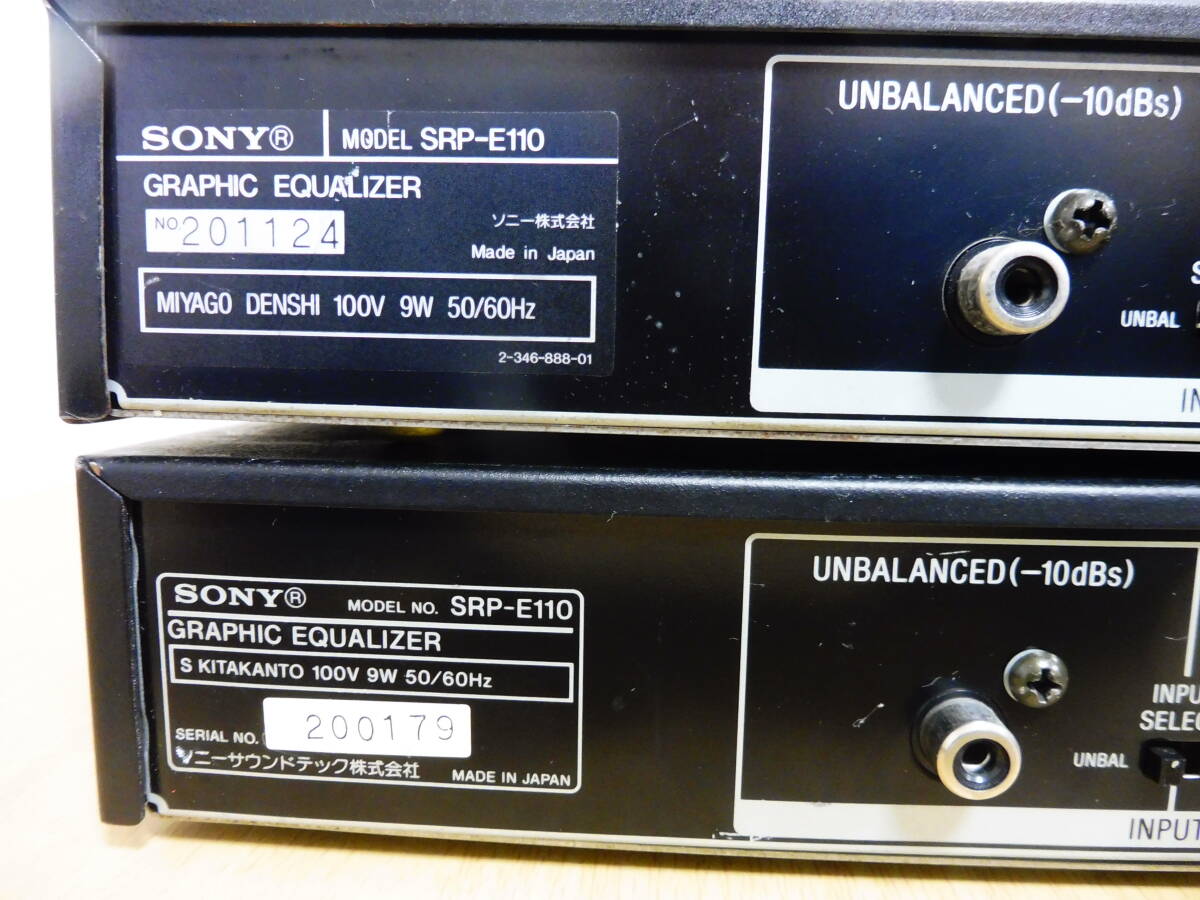 SONY® MODEL SRP-E110
GRAPHIC EQUALIZER
NO. 201124
ソニー株式会社
Made in Japan
MIYAGO DENSHI 100V 9W 50/60Hz
2-346-888-01
UNBALANCED(-10dBs)
UNBAL
SONY® MODEL NO. SRP-E110
GRAPHIC EQUALIZER
S KITAKANTO 100V 9W 50/60Hz
SERIAL NO. 200179
ソニーサウンドテック株式会社
MADE IN JAPAN
UNBALANCED(-10dBs)
INPU
SELEC
UNBAL
INPUT